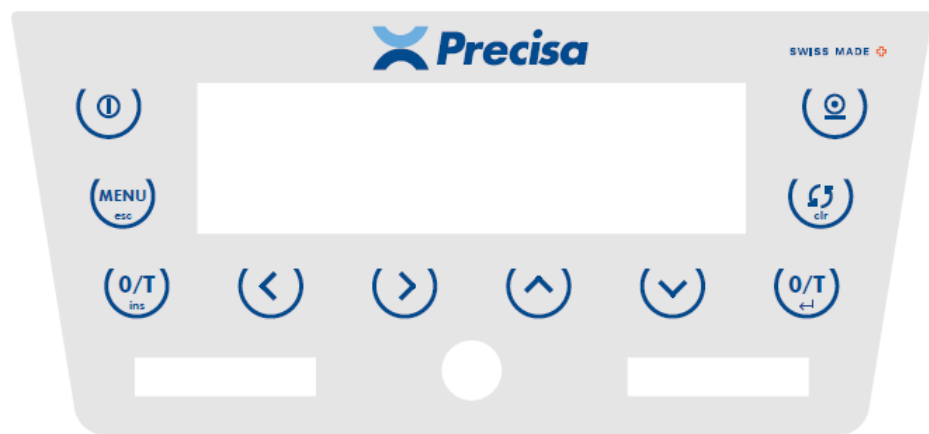 Precisa
SWISS MADE
MENU
esc
clr
0/T
ins
0/T